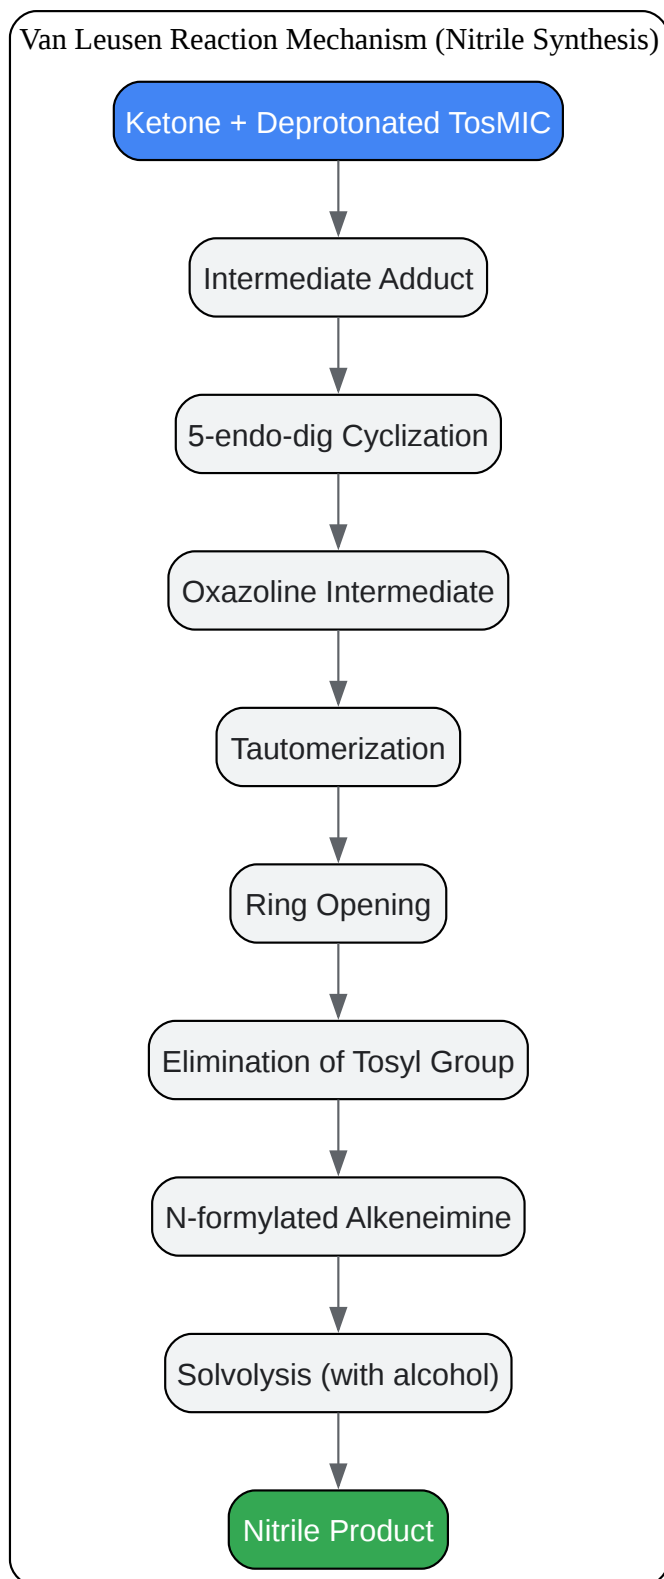 Van Leusen Reaction Mechanism (Nitrile Synthesis)
Ketone + Deprotonated TosMIC
Intermediate Adduct
5-endo-dig Cyclization
Oxazoline Intermediate
Tautomerization
Ring Opening
Elimination of Tosyl Group
N-formylated Alkeneimine
Solvolysis (with alcohol)
Nitrile Product